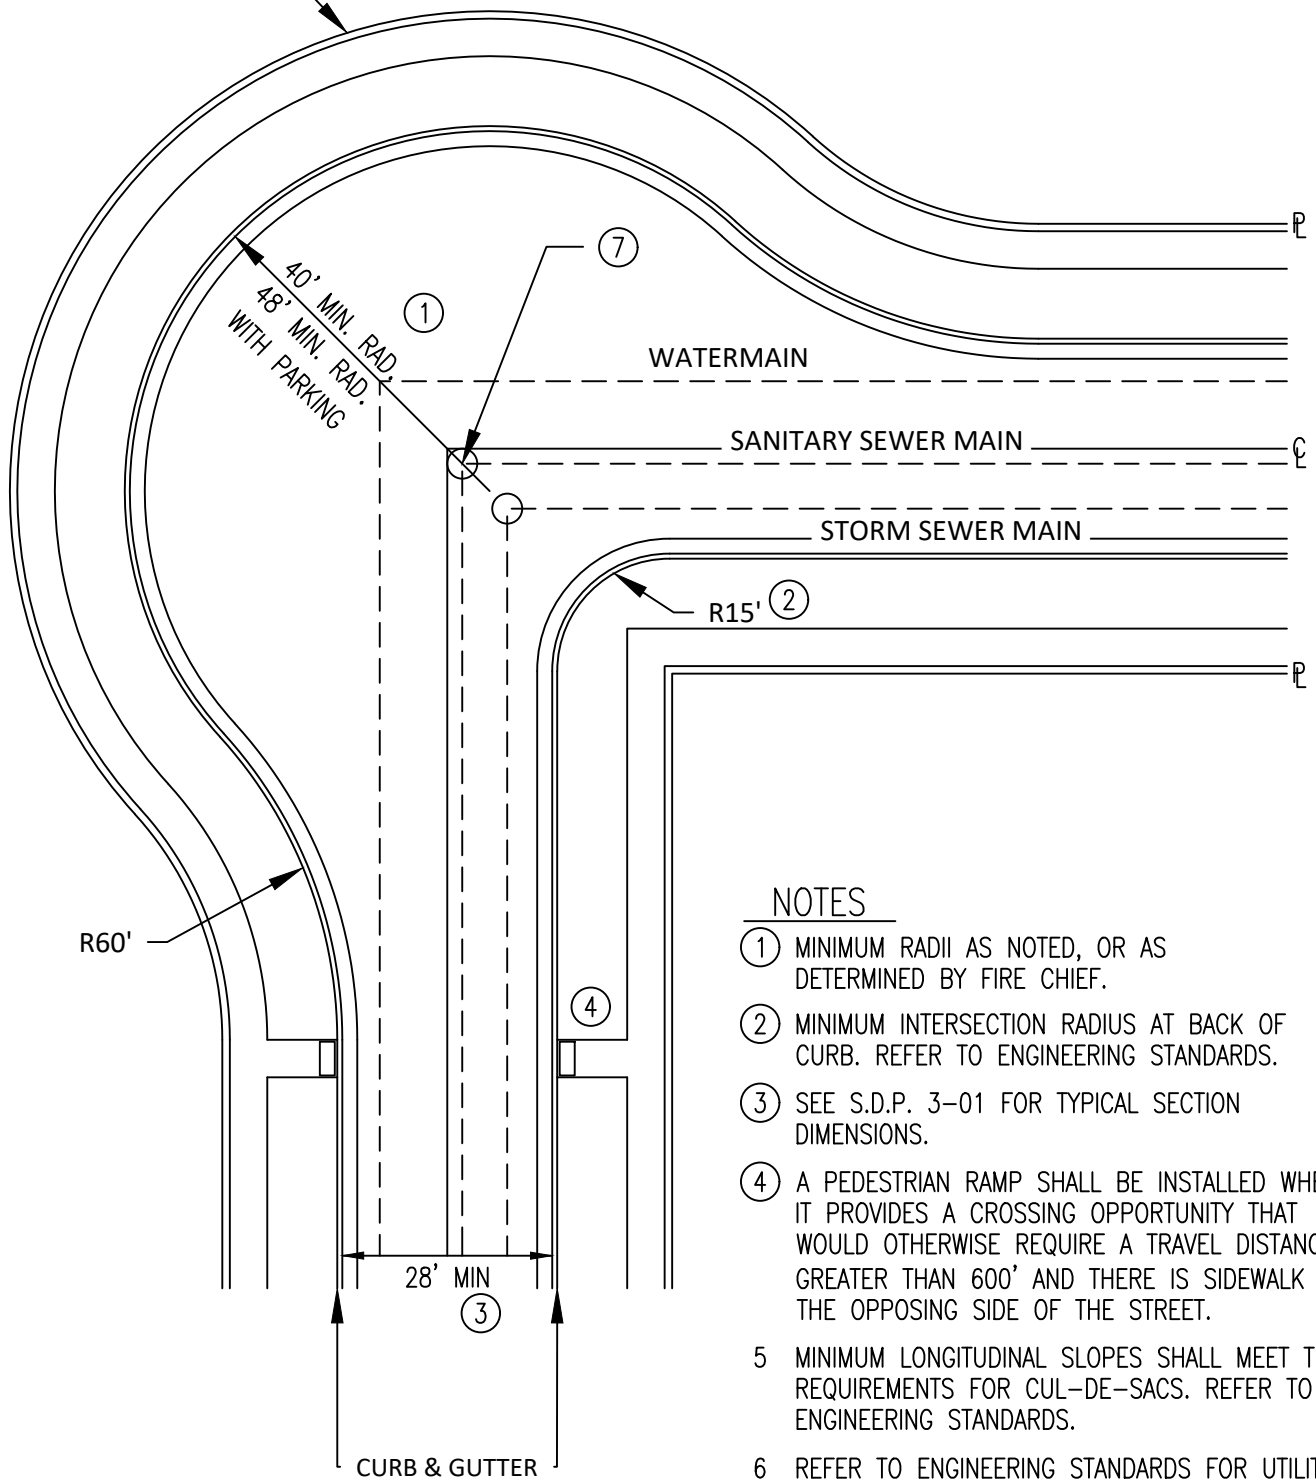 7
40' MIN. RAD.
48' MIN. RAD.
WITH PARKING
1
PL
WATERMAIN
SANITARY SEWER MAIN
CL
STORM SEWER MAIN
R15' 2
PL
R60'
4
28' MIN
3
CURB & GUTTER
NOTES
1 MINIMUM RADII AS NOTED, OR AS
DETERMINED BY FIRE CHIEF.
2 MINIMUM INTERSECTION RADIUS AT BACK OF
CURB. REFER TO ENGINEERING STANDARDS.
3 SEE S.D.P. 3-01 FOR TYPICAL SECTION
DIMENSIONS.
4 A PEDESTRIAN RAMP SHALL BE INSTALLED
IT PROVIDES A CROSSING OPPORTUNITY THAT
WOULD OTHERWISE REQUIRE A TRAVEL
GREATER THAN 600' AND THERE IS SIDEWALK
THE OPPOSING SIDE OF THE STREET.
5 MINIMUM LONGITUDINAL SLOPES SHALL MEET
REQUIREMENTS FOR CUL-DE-SACS. REFER TO
ENGINEERING STANDARDS.
6 REFER TO ENGINEERING STANDARDS FOR